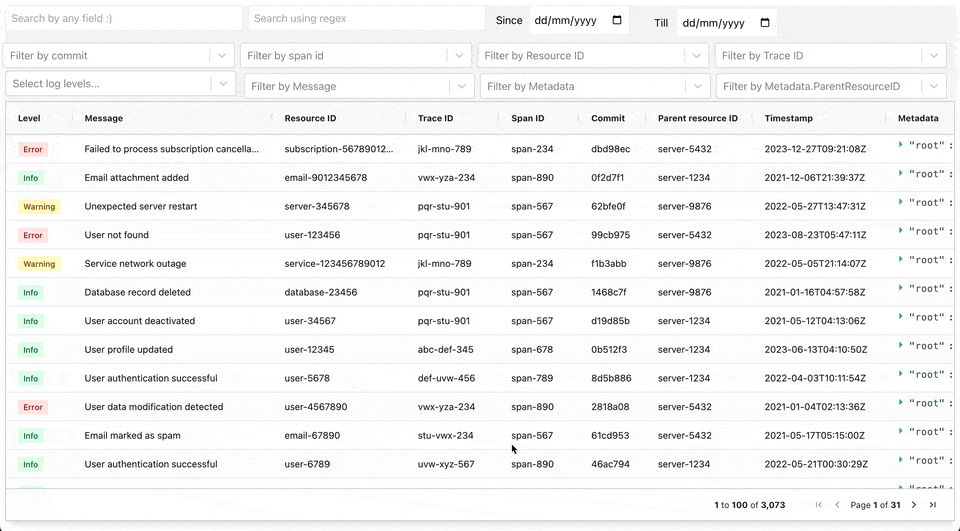 Search by any field :)
Search using regex
Since dd/mm/yyyy
Till dd/mm/yyyy
Filter by commit
Filter by span id
Filter by Resource ID
Filter by Trace ID
Select log levels...
Filter by Message
Filter by Metadata
Filter by Metadata.ParentResourceID
Level Message Resource ID Trace ID Span ID Commit Parent resource ID Timestamp Metadata
Error Failed to process subscription cancella... subscription-56789012... jkl-mno-789 span-234 dbd98ec server-5432 2023-12-27T09:21:08Z "root" :
Info Email attachment added email-9012345678 vwx-yza-234 span-890 0f2d7f1 server-1234 2021-12-06T21:39:37Z "root" :
Warning Unexpected server restart server-345678 pqr-stu-901 span-567 62bfe0f server-9876 2022-05-27T13:47:31Z "root" :
Error User not found user-123456 pqr-stu-901 span-567 99cb975 server-5432 2023-08-23T05:47:11Z "root" :
Warning Service network outage service-123456789012 jkl-mno-789 span-234 f1b3abb server-9876 2022-05-05T21:14:07Z "root" :
Info Database record deleted database-23456 pqr-stu-901 span-567 1468c7f server-9876 2021-01-16T04:57:58Z "root" :
Info User account deactivated user-34567 pqr-stu-901 span-567 d19d85b server-1234 2021-05-12T04:13:06Z "root" :
Info User profile updated user-12345 abc-def-345 span-678 0b512f3 server-1234 2023-06-13T04:10:50Z "root" :
Info User authentication successful user-5678 def-uvw-456 span-789 8d5b886 server-1234 2022-04-03T10:11:54Z "root" :
Error User data modification detected user-4567890 vwx-yza-234 span-890 2818a08 server-5432 2021-01-04T02:13:36Z "root" :
Info Email marked as spam email-67890 stu-vwx-234 span-567 61cd953 server-5432 2021-05-17T05:15:00Z "root" :
Info User authentication successful user-6789 uvw-xyz-567 span-890 46ac794 server-1234 2022-05-21T00:30:29Z "root" :
1 to 100 of 3,073 Page 1 of 31